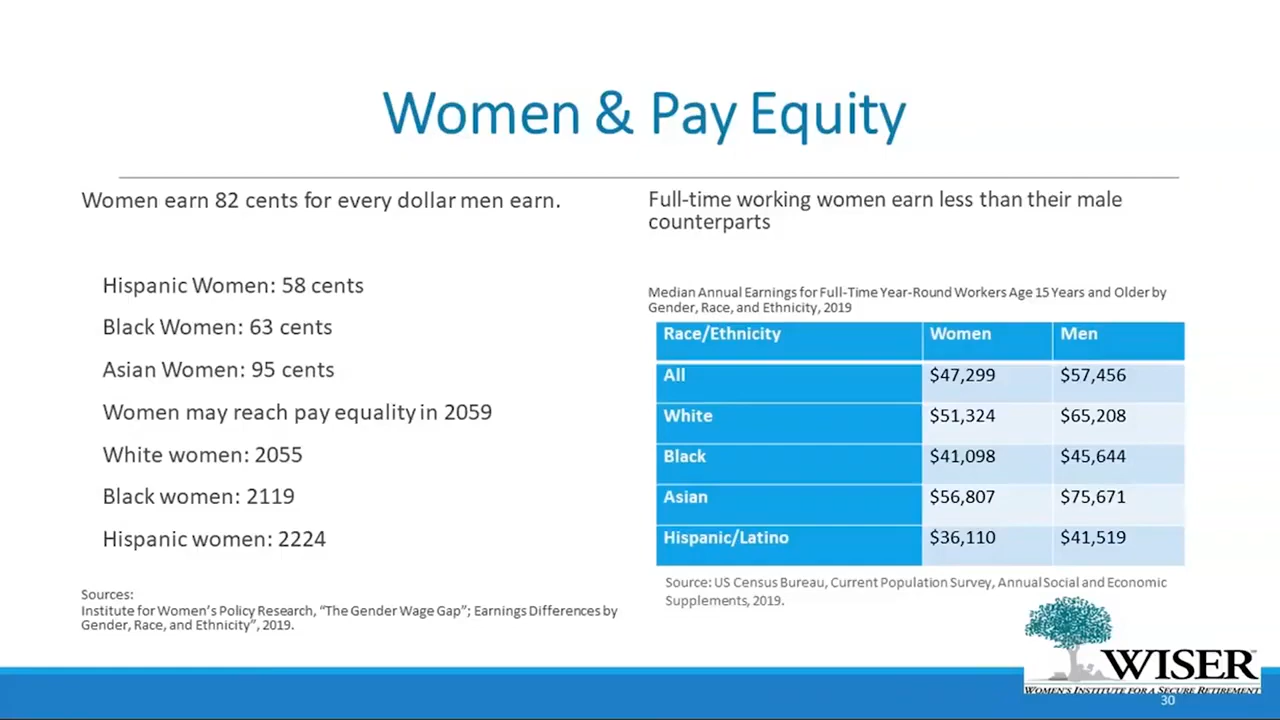 Women & Pay Equity
Women earn 82 cents for every dollar men earn.
Hispanic Women: 58 cents
Black Women: 63 cents
Asian Women: 95 cents
Women may reach pay equality in 2059
White women: 2055
Black women: 2119
Hispanic women: 2224
Sources:
Institute for Women's Policy Research, "The Gender Wage Gap"; Earnings Differences by
Gender, Race, and Ethnicity", 2019.
Full-time working women earn less than their male
counterparts
Median Annual Earnings for Full-Time Year-Round Workers Age 15 Years and Older by
Gender, Race, and Ethnicity, 2019
Race/Ethnicity Women Men
All $47,299 $57,456
White $51,324 $65,208
Black $41,098 $45,644
Asian $56,807 $75,671
Hispanic/Latino $36,110 $41,519
Source: US Census Bureau, Current Population Survey, Annual Social and Economic
Supplements, 2019.
WISER
WOMEN'S INSTITUTE FOR A SECURE RETIREMENT
30